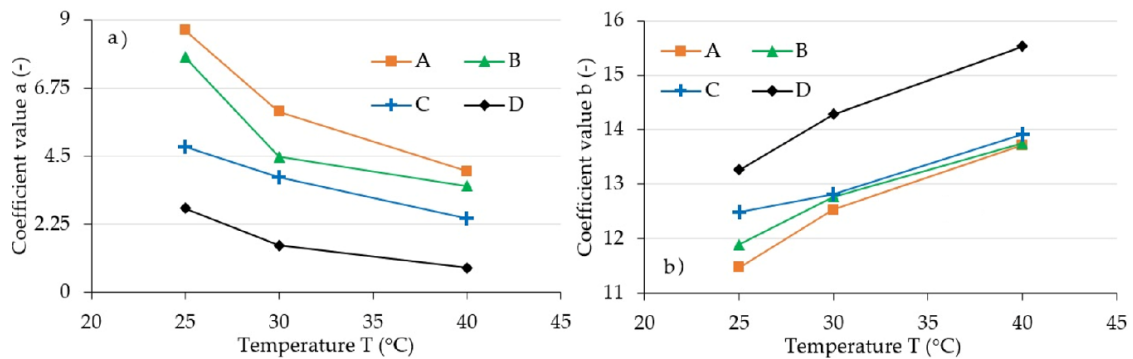 Coefficient value a (-)
9
6.75
4.5
2.25
0
a)
A
B
C
D
20
25
30
35
40
45
Temperature T (°C)
Coefficient value b (-)
16
15
14
13
12
11
A
B
C
D
b)
20
25
30
35
40
45
Temperature T (°C)